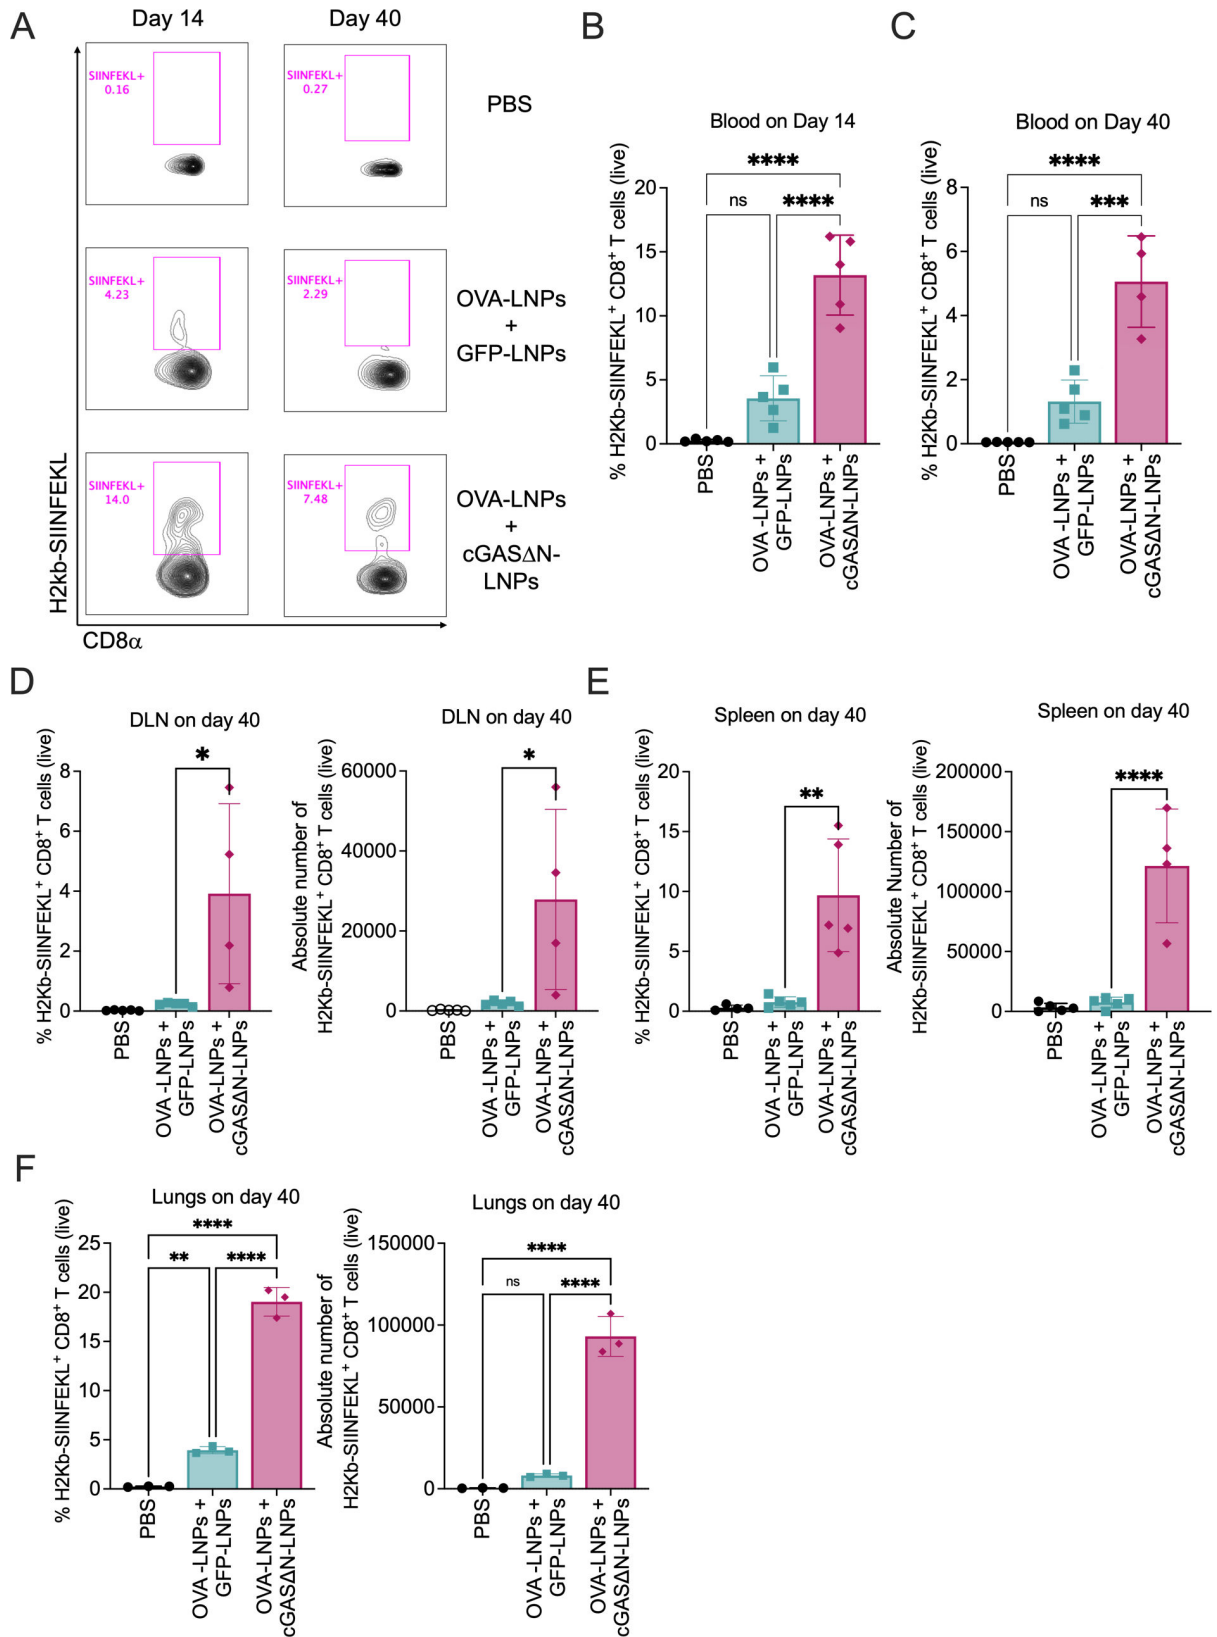 A
Day 14
Day 40
SIINFEKL+
0.16
SIINFEKL+
0.27
PBS
SIINFEKL+
4.23
SIINFEKL+
2.29
OVA-LNPs
+
GFP-LNPs
SIINFEKL+
14.0
SIINFEKL+
7.48
OVA-LNPs
+
cGASΔN-
LNPs
H2kb-SIINFEKL
CD8α
B
Blood on Day 14
% H2Kb-SIINFEKL⁺ CD8⁺ T cells (live)
****
ns
****
20
15
10
5
0
PBS
OVA -LNPs +
GFP-LNPs
OVA-LNPs +
cGASΔN-LNPs
C
Blood on Day 40
% H2Kb-SIINFEKL⁺ CD8⁺ T cells (live)
****
ns
***
8
6
4
2
0
PBS
OVA -LNPs +
GFP-LNPs
OVA-LNPs +
cGASΔN-LNPs
D
DLN on day 40
% H2Kb-SIINFEKL⁺ CD8⁺ T cells (live)
*
8
6
4
2
0
PBS
OVA -LNPs +
GFP-LNPs
OVA-LNPs +
cGASΔN-LNPs
DLN on day 40
Absolute number of
H2Kb-SIINFEKL⁺ CD8⁺ T cells (live)
*
60000
40000
20000
0
PBS
OVA -LNPs +
GFP-LNPs
OVA-LNPs +
cGASΔN-LNPs
E
Spleen on day 40
% H2Kb-SIINFEKL⁺ CD8⁺ T cells (live)
**
20
15
10
5
0
PBS
OVA -LNPs +
GFP-LNPs
OVA-LNPs +
cGASΔN-LNPs
Spleen on day 40
Absolute Number of
H2Kb-SIINFEKL⁺ CD8⁺ T cells (live)
****
200000
150000
100000
50000
0
PBS
OVA -LNPs +
GFP-LNPs
OVA-LNPs +
cGASΔN-LNPs
F
Lungs on day 40
% H2Kb-SIINFEKL⁺ CD8⁺ T cells (live)
****
**
****
25
20
15
10
5
0
PBS
OVA -LNPs +
GFP-LNPs
OVA-LNPs +
cGASΔN-LNPs
Lungs on day 40
Absolute number of
H2Kb-SIINFEKL⁺ CD8⁺ T cells (live)
****
ns
****
150000
100000
50000
0
PBS
OVA -LNPs +
GFP-LNPs
OVA-LNPs +
cGASΔN-LNPs